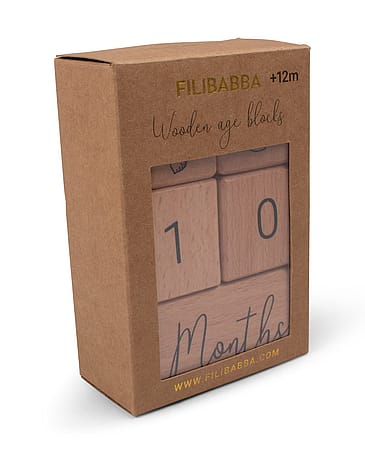 FILIBABBA +12m
Wooden age blocks
1 0
Months
WWW.FILIBABBA.COM